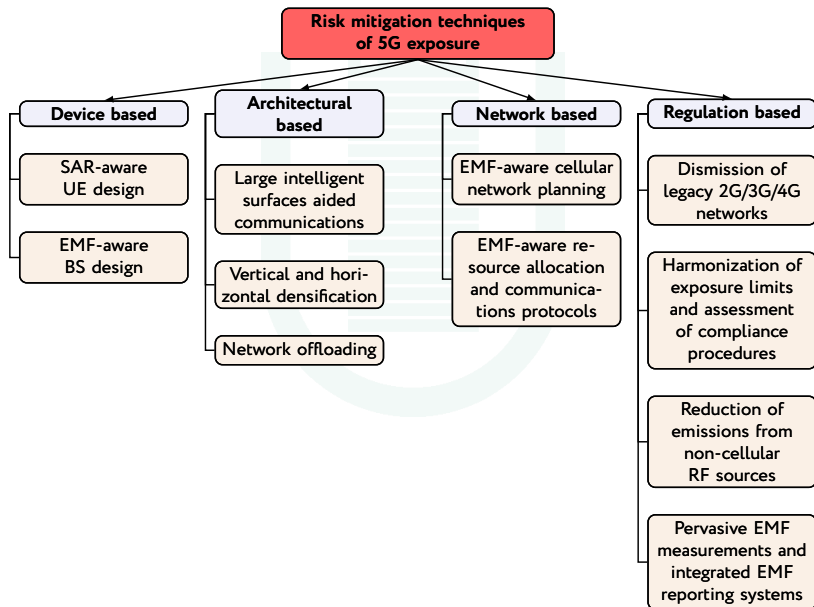 Risk mitigation techniques
of 5G exposure
Device based
SAR-aware
UE design
EMF-aware
BS design
Architectural
based
Large intelligent
surfaces aided
communications
Vertical and hori-
zontal densification
Network offloading
Network based
EMF-aware cellular
network planning
EMF-aware re-
source allocation
and communica-
tions protocols
Regulation based
Dismission of
legacy 2G/3G/4G
networks
Harmonization of
exposure limits
and assessment
of compliance
procedures
Reduction of
emissions from
non-cellular
RF sources
Pervasive EMF
measurements and
integrated EMF
reporting systems